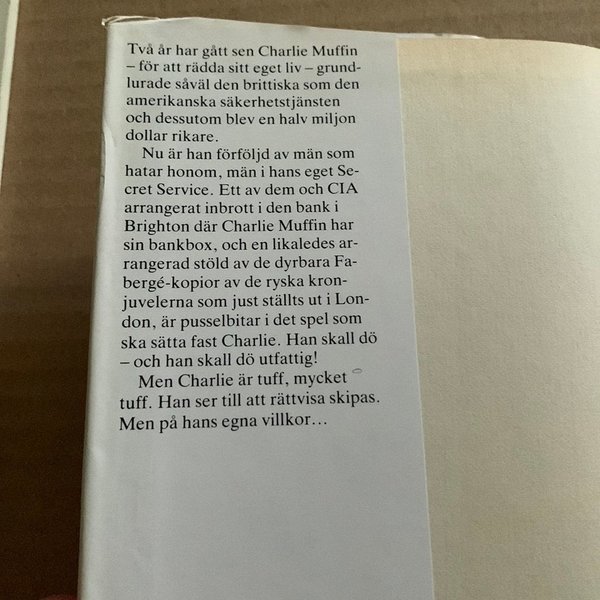 Två år har gått sen Charlie Muffin
– för att rädda sitt eget liv – grund-
lurade såväl den brittiska som den
amerikanska säkerhetstjänsten
och dessutom blev en halv miljon
dollar rikare.
Nu är han förföljd av män som
hatar honom, män i hans eget Se-
cret Service. Ett av dem och CIA
arrangerat inbrott i den bank i
Brighton där Charlie Muffin har
sin bankbox, och en likaledes ar-
rangerad stöld av de dyrbara Fa-
bergé-kopior av de ryska kron-
juvelerna som just ställts ut i Lon-
don, är pusselbitar i det spel som
ska sätta fast Charlie. Han skall dö
– och han skall dö utfattig!
Men Charlie är tuff, mycket
tuff. Han ser till att rättvisa skipas.
Men på hans egna villkor...